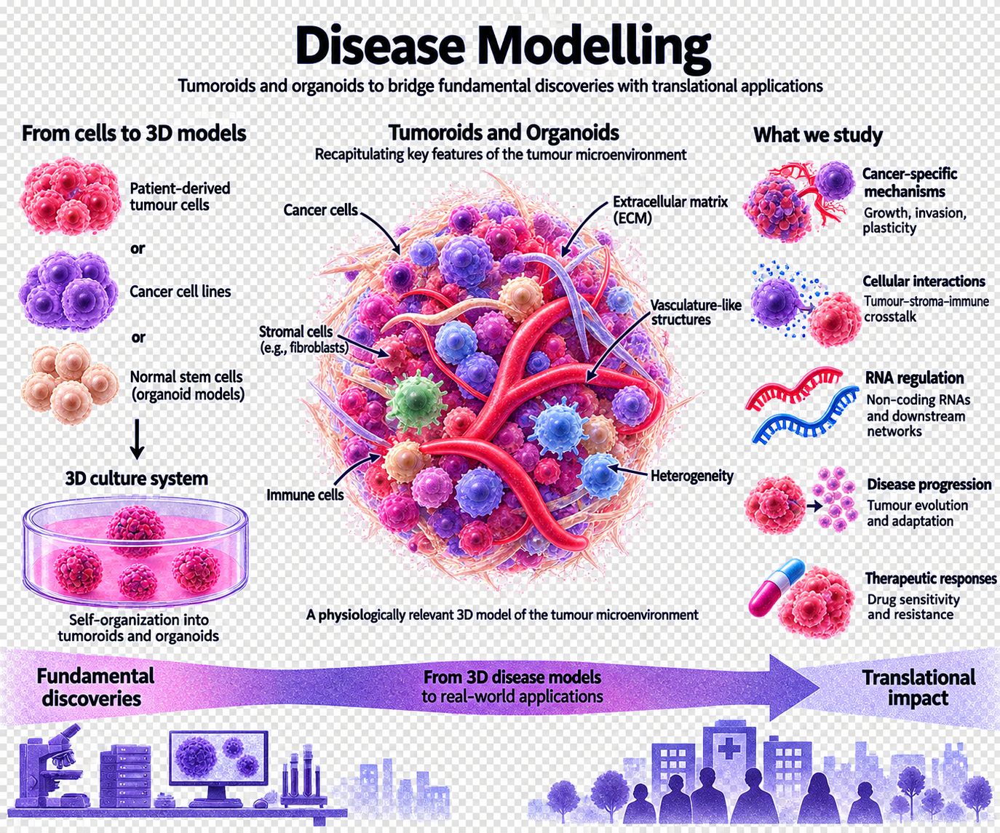 Disease Modelling
Tumoroids and organoids to bridge fundamental discoveries with translational applications
From cells to 3D models
Patient-derived
tumour cells
or
Cancer cell lines
or
Normal stem cells
(organoid models)
3D culture system
Self-organization into
tumoroids and organoids
Tumoroids and Organoids
Recapitulating key features of the tumour microenvironment
Cancer cells
Extracellular matrix
(ECM)
Vasculature-like
structures
Stromal cells
(e.g., fibroblasts)
Immune cells
Heterogeneity
A physiologically relevant 3D model of the tumour microenvironment
What we study
Cancer-specific
mechanisms
Growth, invasion,
plasticity
Cellular interactions
Tumour-stroma-immune
crosstalk
RNA regulation
Non-coding RNAs
and downstream
networks
Disease progression
Tumour evolution
and adaptation
Therapeutic responses
Drug sensitivity
and resistance
Fundamental
discoveries
From 3D disease models
to real-world applications
Translational
impact